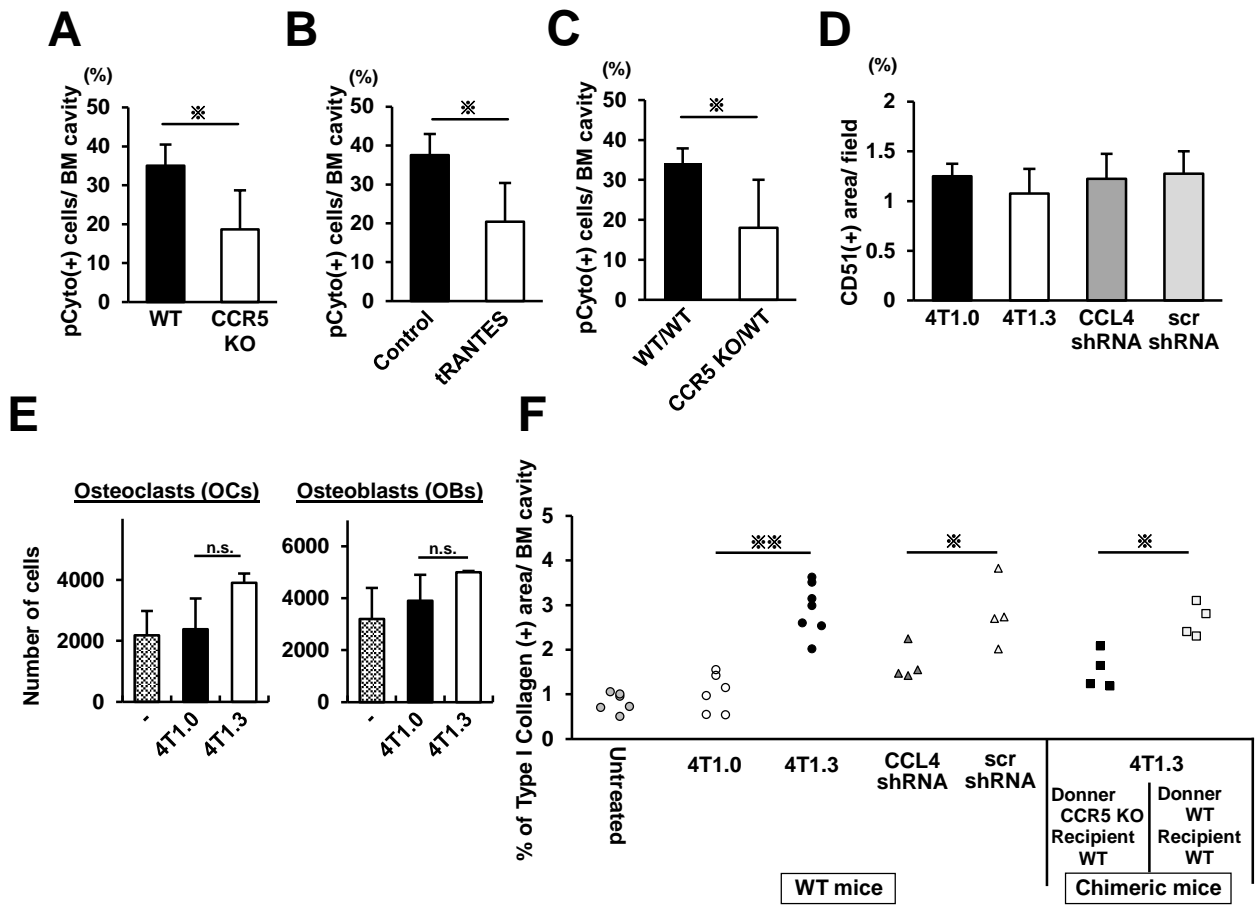 A
(%)
pCyto(+) cells/ BM cavity
50
40
30
20
10
0
※
WT
CCR5
KO
B
(%)
pCyto(+) cells/ BM cavity
50
40
30
20
10
0
※
Control
tRANTES
C
(%)
pCyto(+) cells/ BM cavity
50
40
30
20
10
0
※
WT/WT
CCR5 KO/WT
D
(%)
CD51(+) area/ field
2
1.5
1
0.5
0
4T1.0
4T1.3
CCL4
shRNA
scr
shRNA
E
Osteoclasts (OCs)
Number of cells
4000
2000
0
n.s.
-
4T1.0
4T1.3
Osteoblasts (OBs)
6000
4000
2000
0
n.s.
-
4T1.0
4T1.3
F
% of Type I Collagen (+) area/ BM cavity
5
4
3
2
1
0
※※
※
※
Untreated
4T1.0
4T1.3
CCL4
shRNA
scr
shRNA
4T1.3
Donner
CCR5 KO
Recipient
WT
Donner
WT
Recipient
WT
WT mice
Chimeric mice